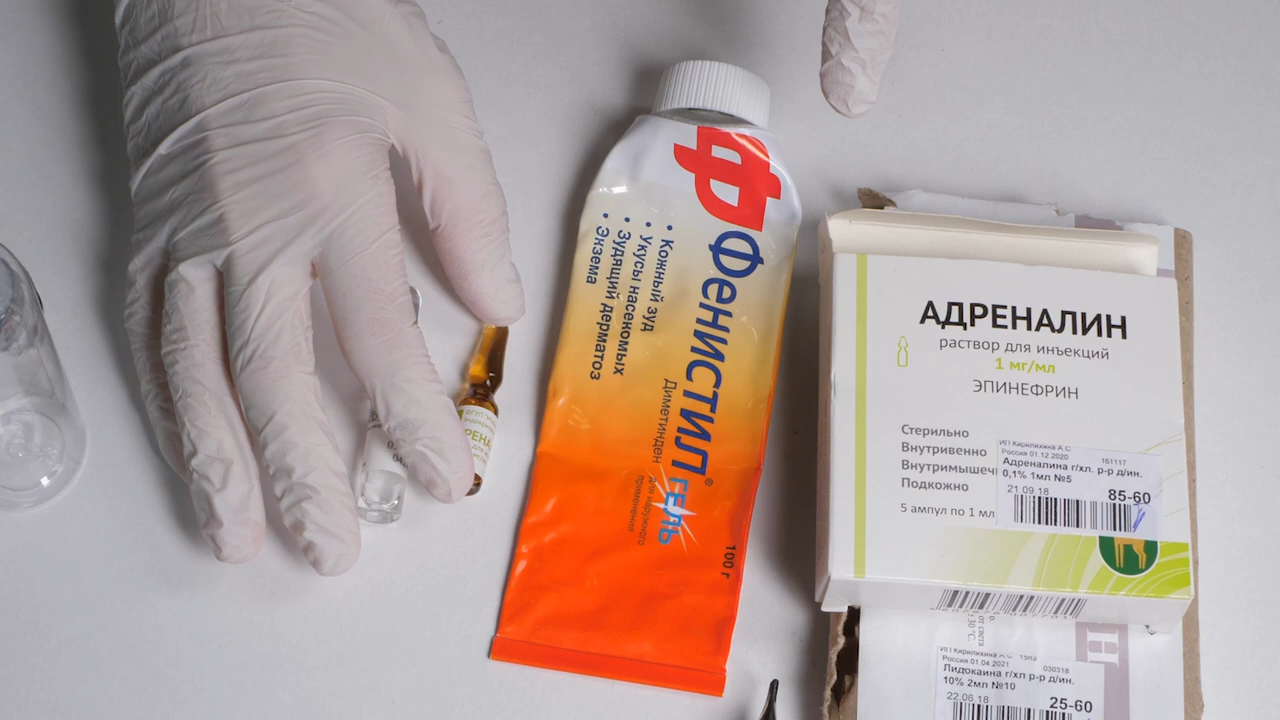 Фенистил®
ГЕЛЬ
Диметинден
для наружного
применения
• Кожный зуд
• Укусы насекомых
• Зудящий дерматоз
• Экзема
100 г
АДРЕНАЛИН
раствор для инъекций
1 мг/мл
ЭПИНЕФРИН
Стерильно
Внутривенно
Внутримышечн
Подкожно
5 ампул по 1 мл
ИП Кирилихина А.С
Россия 01.12.2020 161117
Адреналина г/хл. р-р д/ин.
0,1% 1мл №5
21.09.18 85-60
ИП Кирилихина А.С 1583
Россия 01.04.2021 030318
Лидокаина г/хл р-р д/ин.
10% 2мл №10
22.06.18 25-60